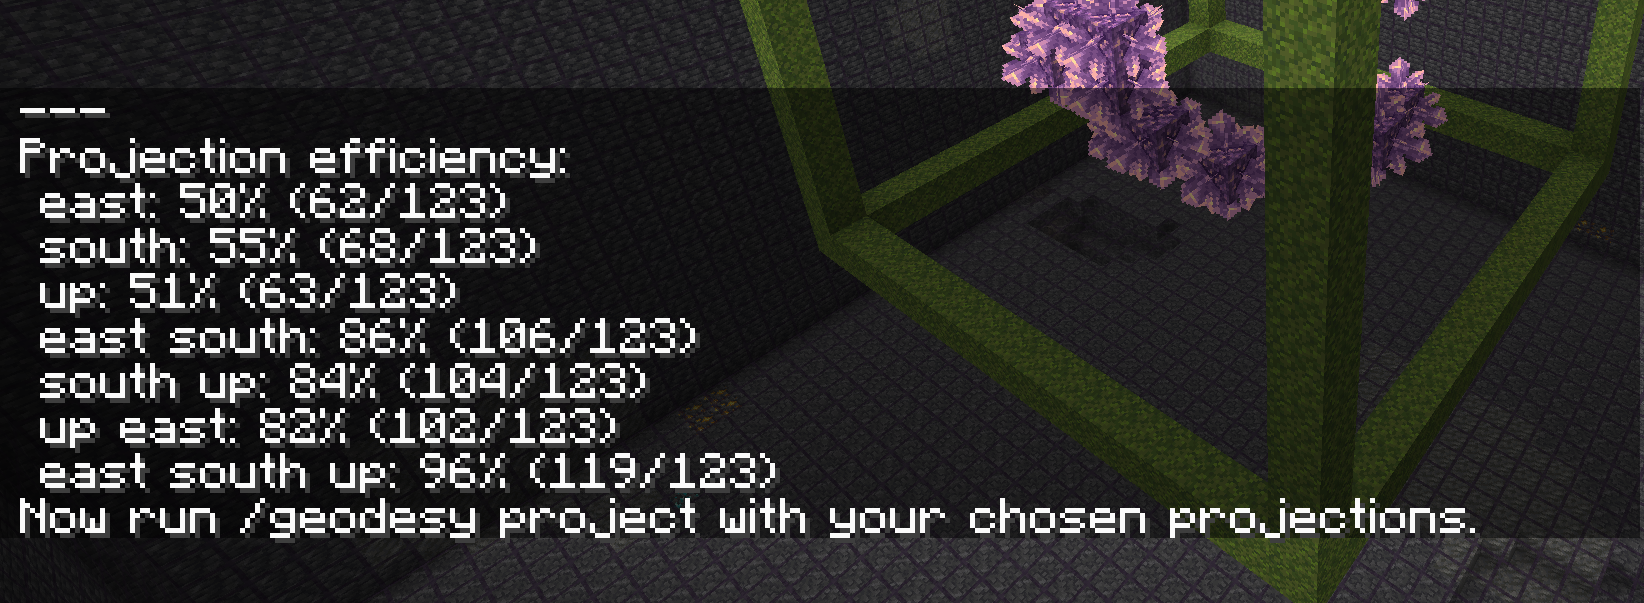 ---
Projection efficiency:
east: 50% (62/123)
south: 55% (68/123)
up: 51% (63/123)
east south: 86% (106/123)
south up: 84% (104/123)
up east: 82% (102/123)
east south up: 96% (119/123)
Now run /geodesy project with your chosen projections.